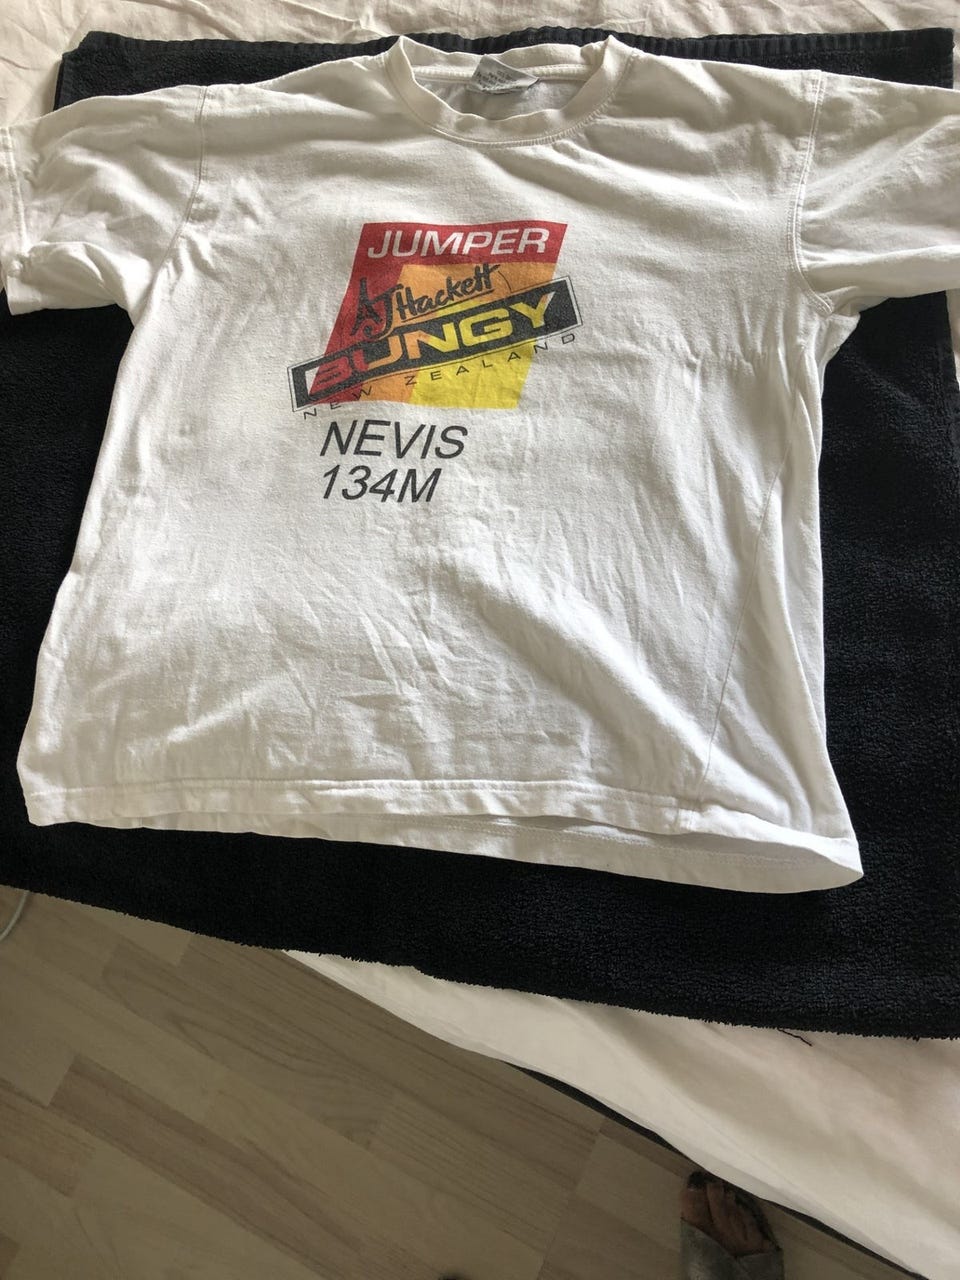 JUMPER
AJ Hackett
BUNGY
NEW ZEALAND
NEVIS
134M